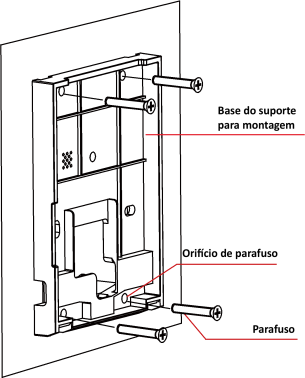 Base do suporte
para montagem
Orifício de parafuso
Parafuso